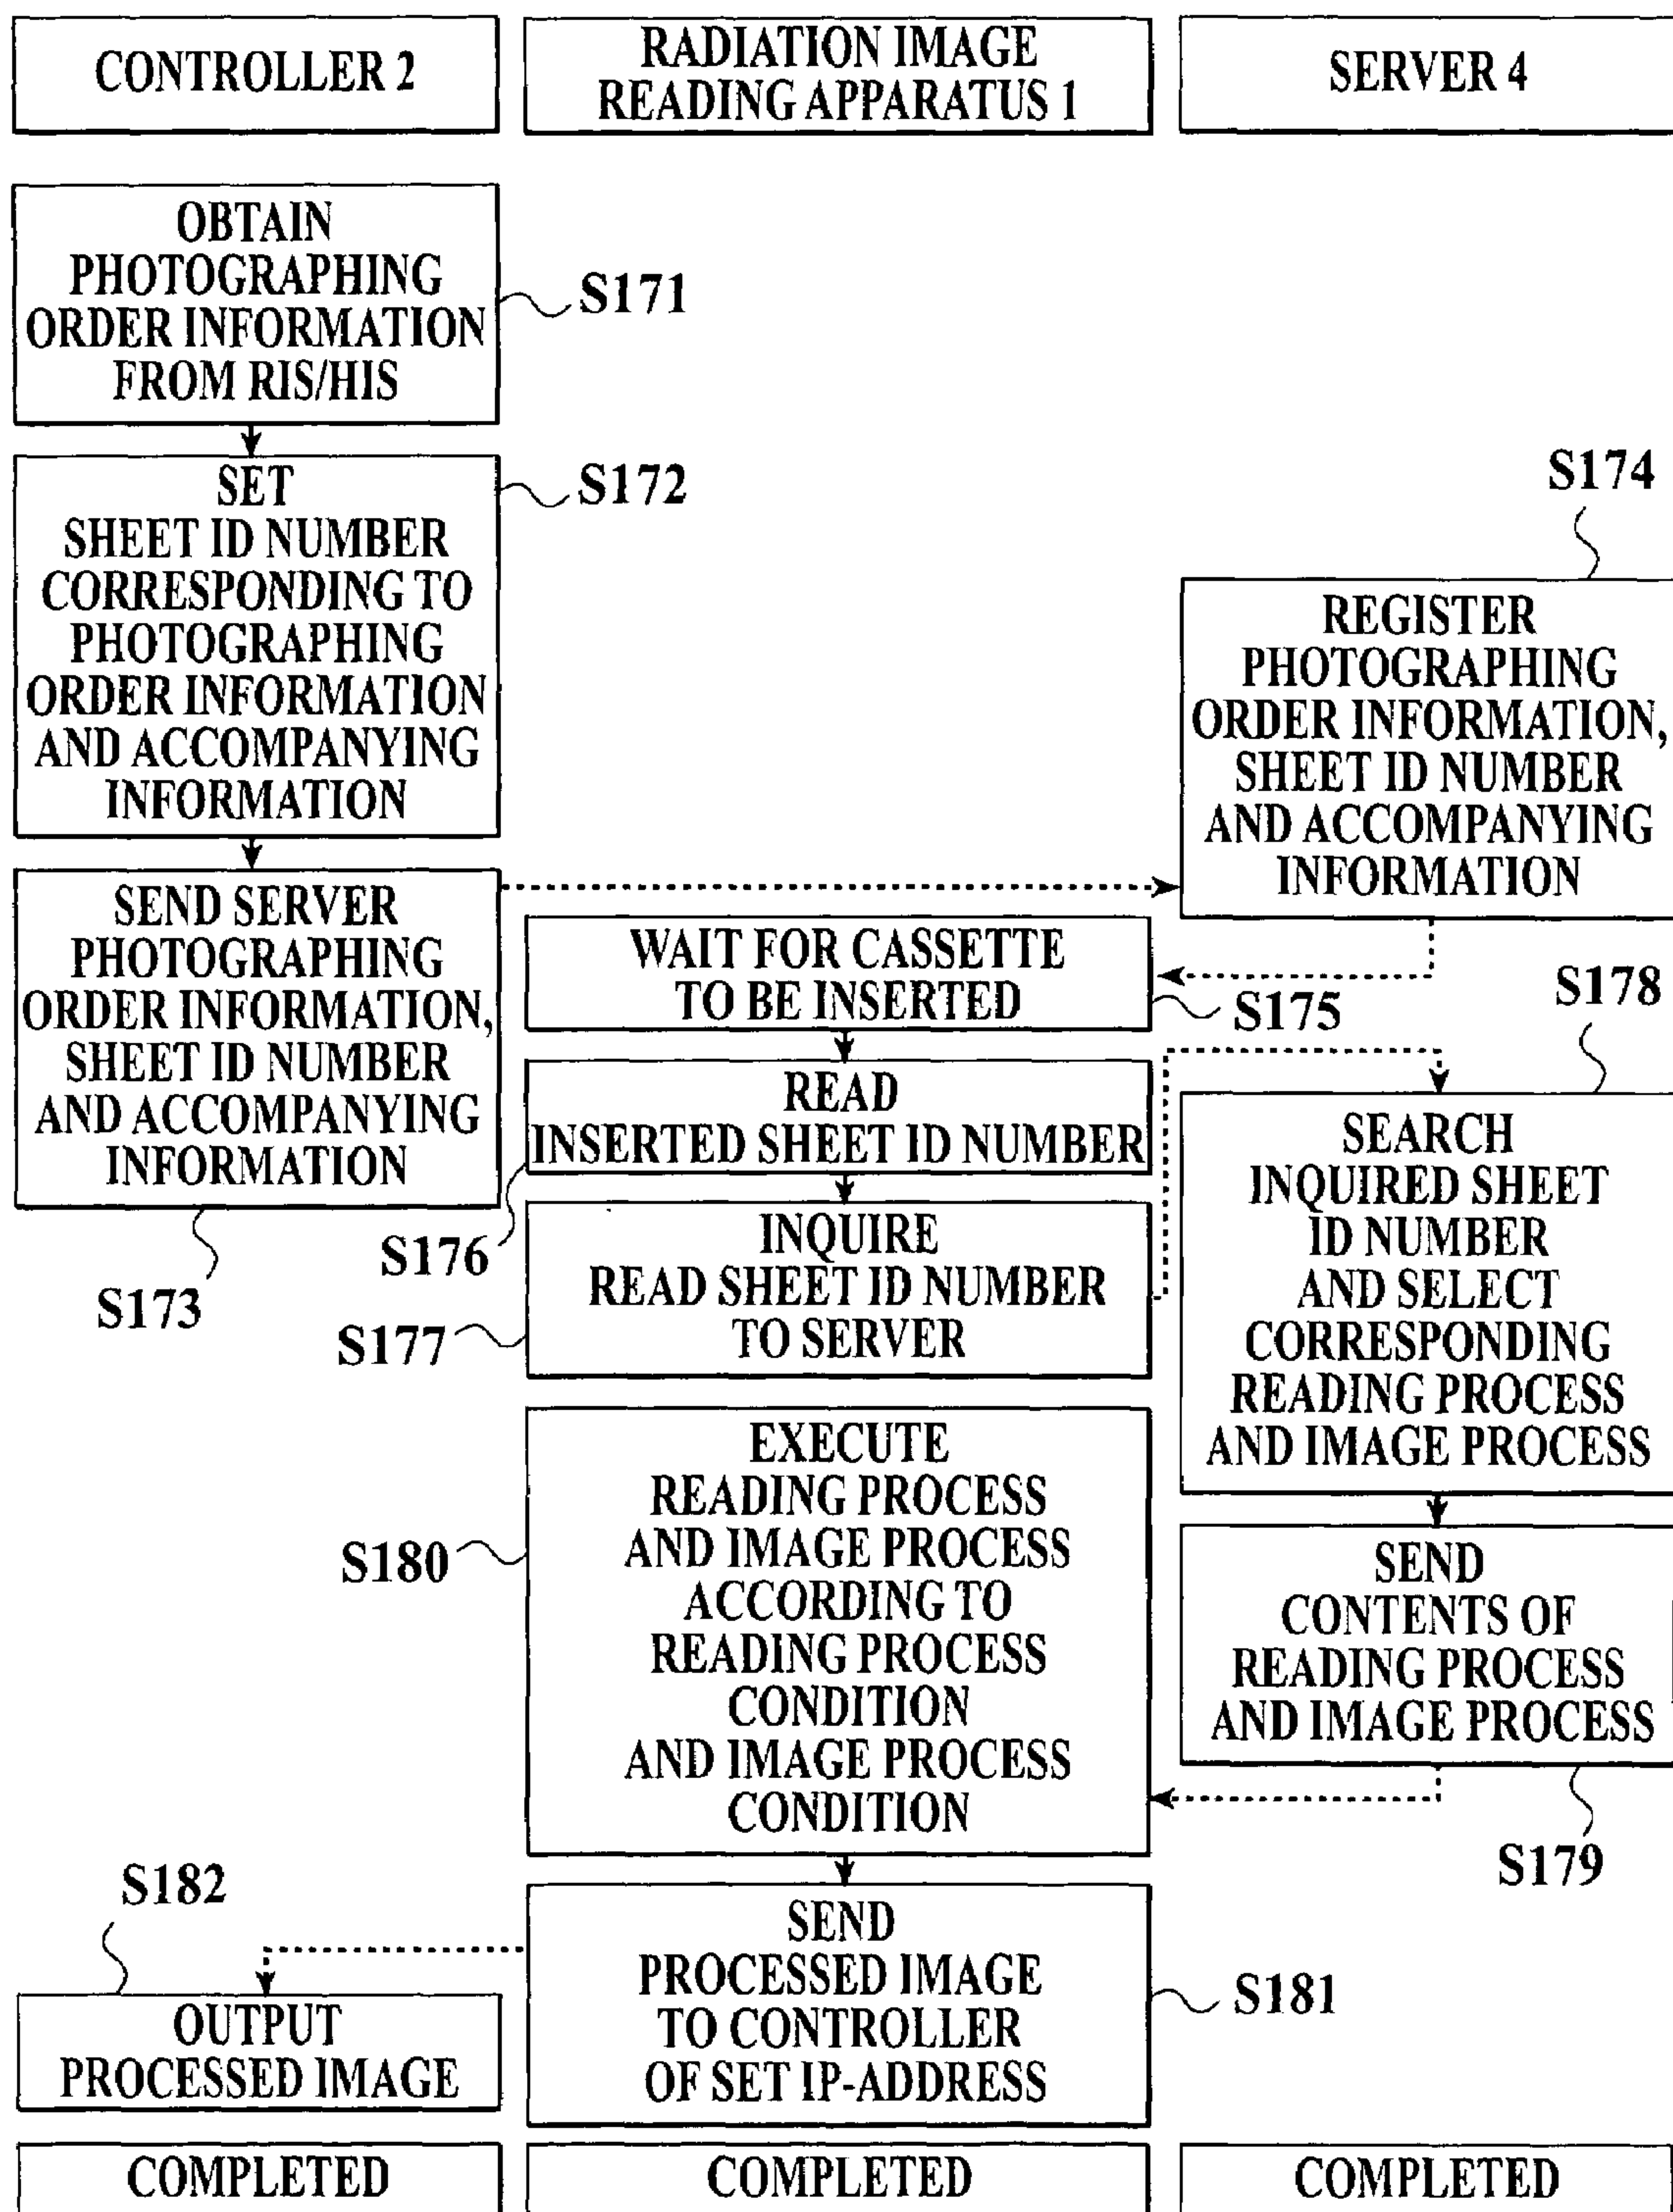 CONTROLLER 2
RADIATION IMAGE
READING APPARATUS 1
SERVER 4
OBTAIN
PHOTOGRAPHING
ORDER INFORMATION
FROM RIS/HIS
S171
SET
SHEET ID NUMBER
CORRESPONDING TO
PHOTOGRAPHING
ORDER INFORMATION
AND ACCOMPANYING
INFORMATION
S172
SEND SERVER
PHOTOGRAPHING
ORDER INFORMATION,
SHEET ID NUMBER
AND ACCOMPANYING
INFORMATION
S173
S174
REGISTER
PHOTOGRAPHING
ORDER INFORMATION,
SHEET ID NUMBER
AND ACCOMPANYING
INFORMATION
WAIT FOR CASSETTE
TO BE INSERTED
S175
READ
INSERTED SHEET ID NUMBER
S176
INQUIRE
READ SHEET ID NUMBER
TO SERVER
S177
S178
SEARCH
INQUIRED SHEET
ID NUMBER
AND SELECT
CORRESPONDING
READING PROCESS
AND IMAGE PROCESS
SEND
CONTENTS OF
READING PROCESS
AND IMAGE PROCESS
S179
EXECUTE
READING PROCESS
AND IMAGE PROCESS
ACCORDING TO
READING PROCESS
CONDITION
AND IMAGE PROCESS
CONDITION
S180
SEND
PROCESSED IMAGE
TO CONTROLLER
OF SET IP-ADDRESS
S181
S182
OUTPUT
PROCESSED IMAGE
COMPLETED
COMPLETED
COMPLETED